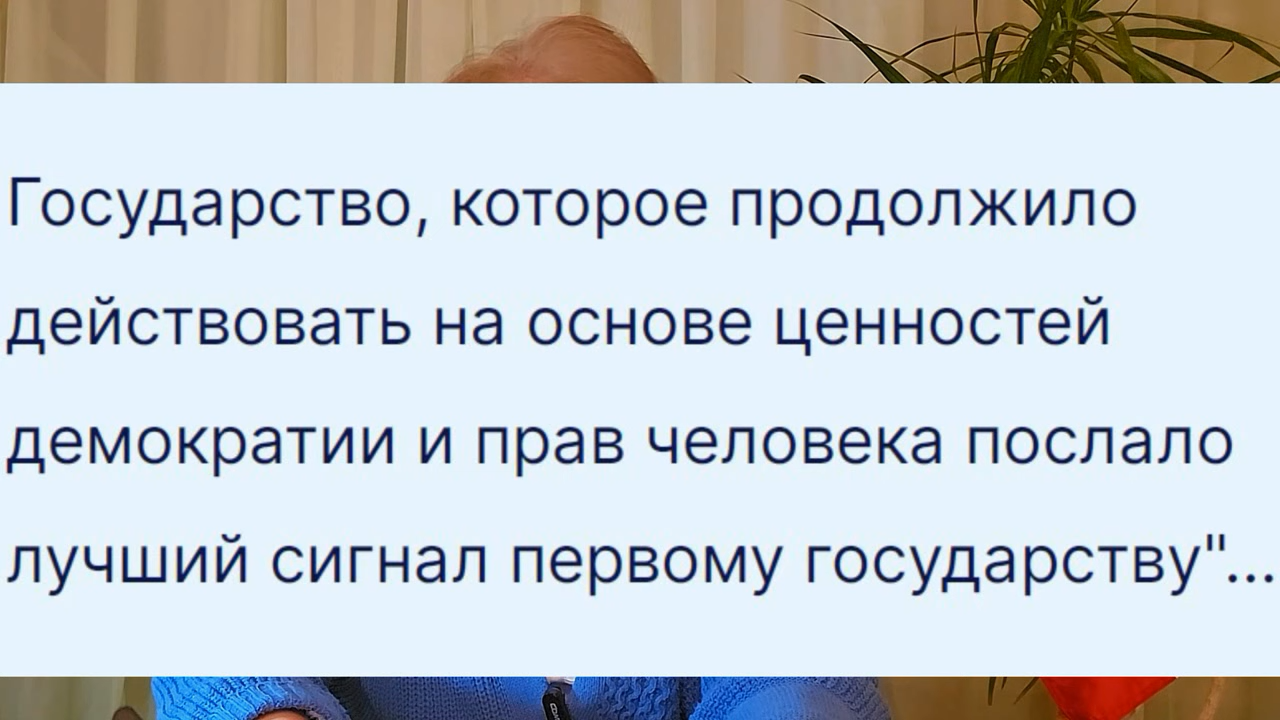 Государство, которое продолжило
действовать на основе ценностей
демократии и прав человека послало
лучший сигнал первому государству"...